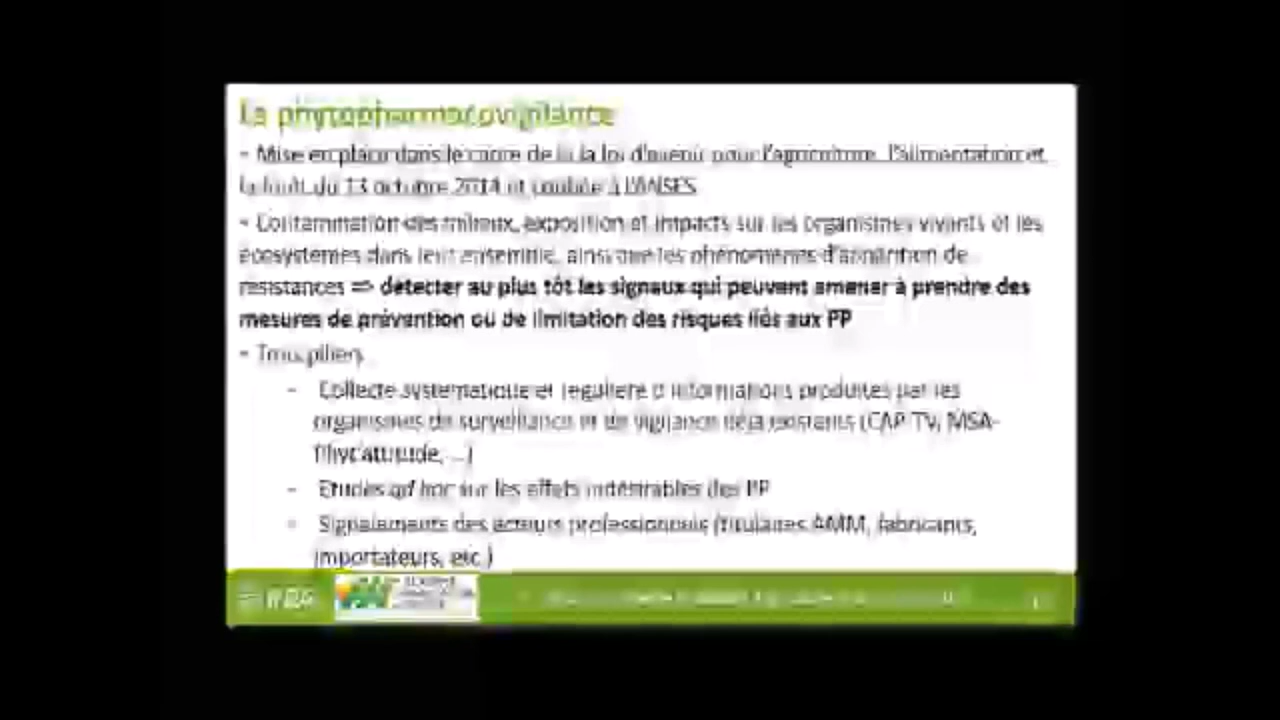 La phytopharmacovigilance
- Mise en place dans le cadre de la la loi d'avenir pour l'agriculture, l'alimentation et
la forêt du 13 octobre 2014 et confiée à L'ANSES
- Contamination des milieux, exposition et impacts sur les organismes vivants et les
écosystèmes dans leur ensemble, ainsi que les phénomènes d'apparition de
résistances => détecter au plus tôt les signaux qui peuvent amener à prendre des
mesures de prévention ou de limitation des risques liés aux PP
- Trois piliers
- Collecte systématique et régulière d'informations produites par les
organismes de surveillance et de vigilance déjà existants (CAP TV, MSA-
Phyt'attitude, ...)
- Etudes ad hoc sur les effets indésirables des PP
- Signalements des acteurs professionnels (titulaires AMM, fabricants,
importateurs, etc.)